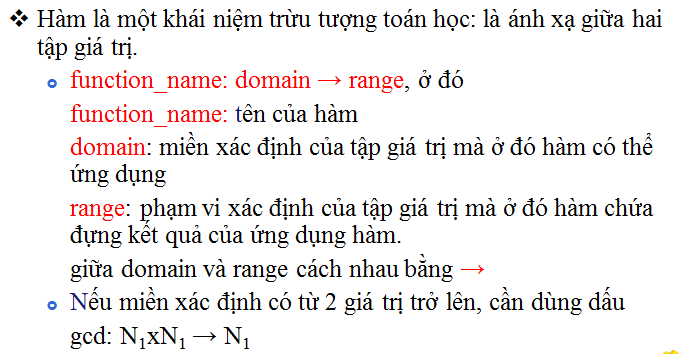 ❖ Hàm là một khái niệm trừu tượng toán học: là ánh xạ giữa hai
tập giá trị.
function_name: domain → range, ở đó
function_name: tên của hàm
domain: miền xác định của tập giá trị mà ở đó hàm có thể
ứng dụng
range: phạm vi xác định của tập giá trị mà ở đó hàm chứa
đựng kết quả của ứng dụng hàm.
giữa domain và range cách nhau bằng →
Nếu miền xác định có từ 2 giá trị trở lên, cần dùng dấu
gcd: N₁xN₁ → N₁